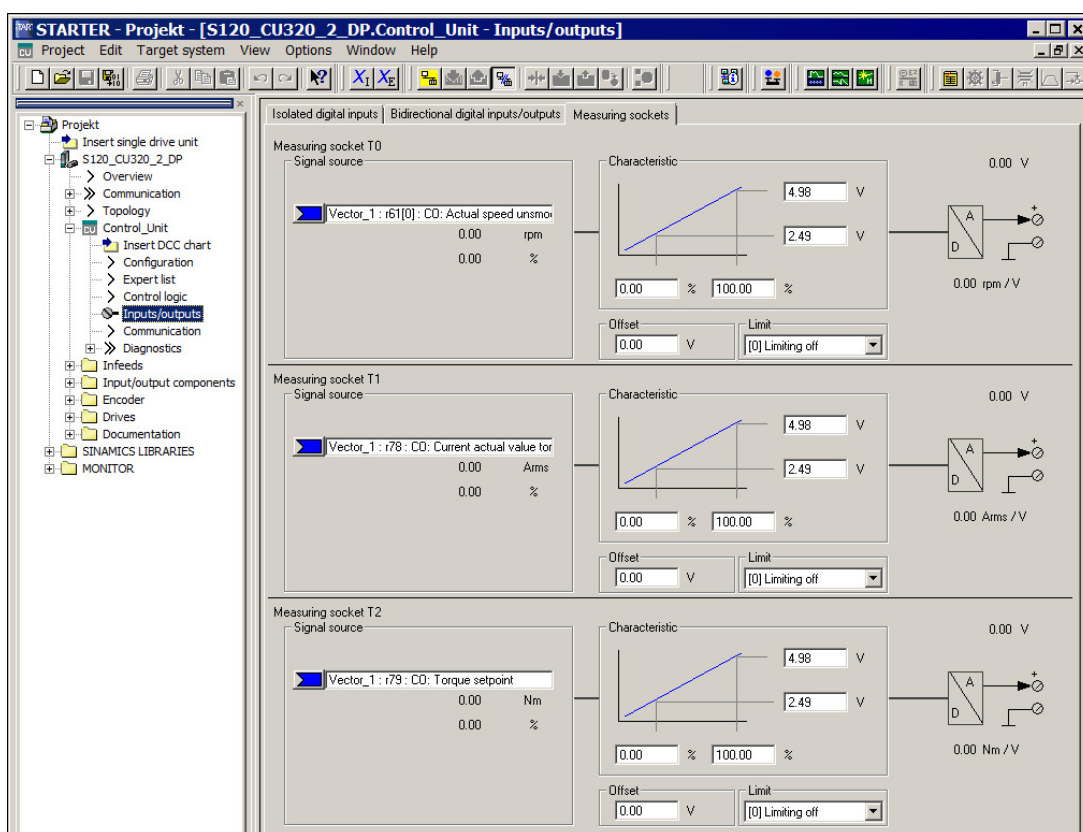 STARTER - Projekt - [S120_CU320_2_DP.Control_Unit - Inputs/outputs]
Project Edit Target system View Options Window Help
Projekt
Insert single drive unit
S120_CU320_2_DP
Overview
Communication
Topology
Control_Unit
Insert DCC chart
Configuration
Expert list
Control logic
Inputs/outputs
Communication
Diagnostics
Infeeds
Input/output components
Encoder
Drives
Documentation
SINAMICS LIBRARIES
MONITOR
Isolated digital inputs Bidirectional digital inputs/outputs Measuring sockets
Measuring socket T0
Signal source
Vector_1 : r61[0] : CO: Actual speed unsmo
0.00 rpm
0.00 %
Characteristic
4.98 V
2.49 V
0.00 % 100.00 %
Offset
0.00 V
Limit
[0] Limiting off
0.00 V
A
D
0.00 rpm / V
Measuring socket T1
Signal source
Vector_1 : r78 : CO: Current actual value tor
0.00 Arms
0.00 %
Characteristic
4.98 V
2.49 V
0.00 % 100.00 %
Offset
0.00 V
Limit
[0] Limiting off
0.00 V
A
D
0.00 Arms / V
Measuring socket T2
Signal source
Vector_1 : r79 : CO: Torque setpoint
0.00 Nm
0.00 %
Characteristic
4.98 V
2.49 V
0.00 % 100.00 %
Offset
0.00 V
Limit
[0] Limiting off
0.00 V
A
D
0.00 Nm / V